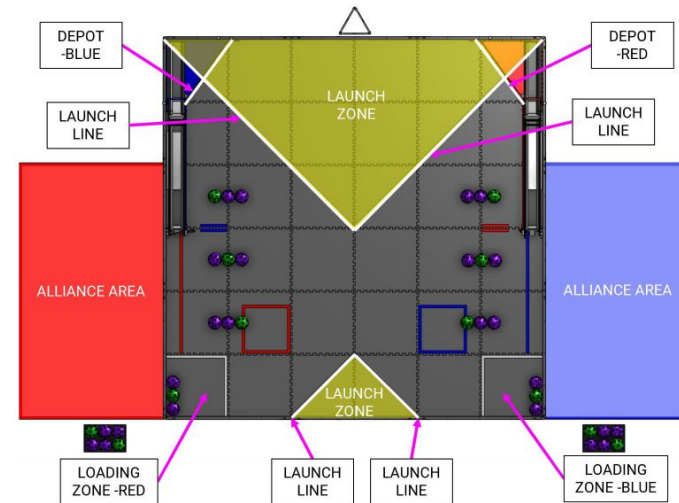 DEPOT
-BLUE
DEPOT
-RED
LAUNCH
LINE
LAUNCH
ZONE
LAUNCH
LINE
ALLIANCE AREA
ALLIANCE AREA
LAUNCH
ZONE
LOADING
ZONE -RED
LAUNCH
LINE
LAUNCH
LINE
LOADING
ZONE -BLUE